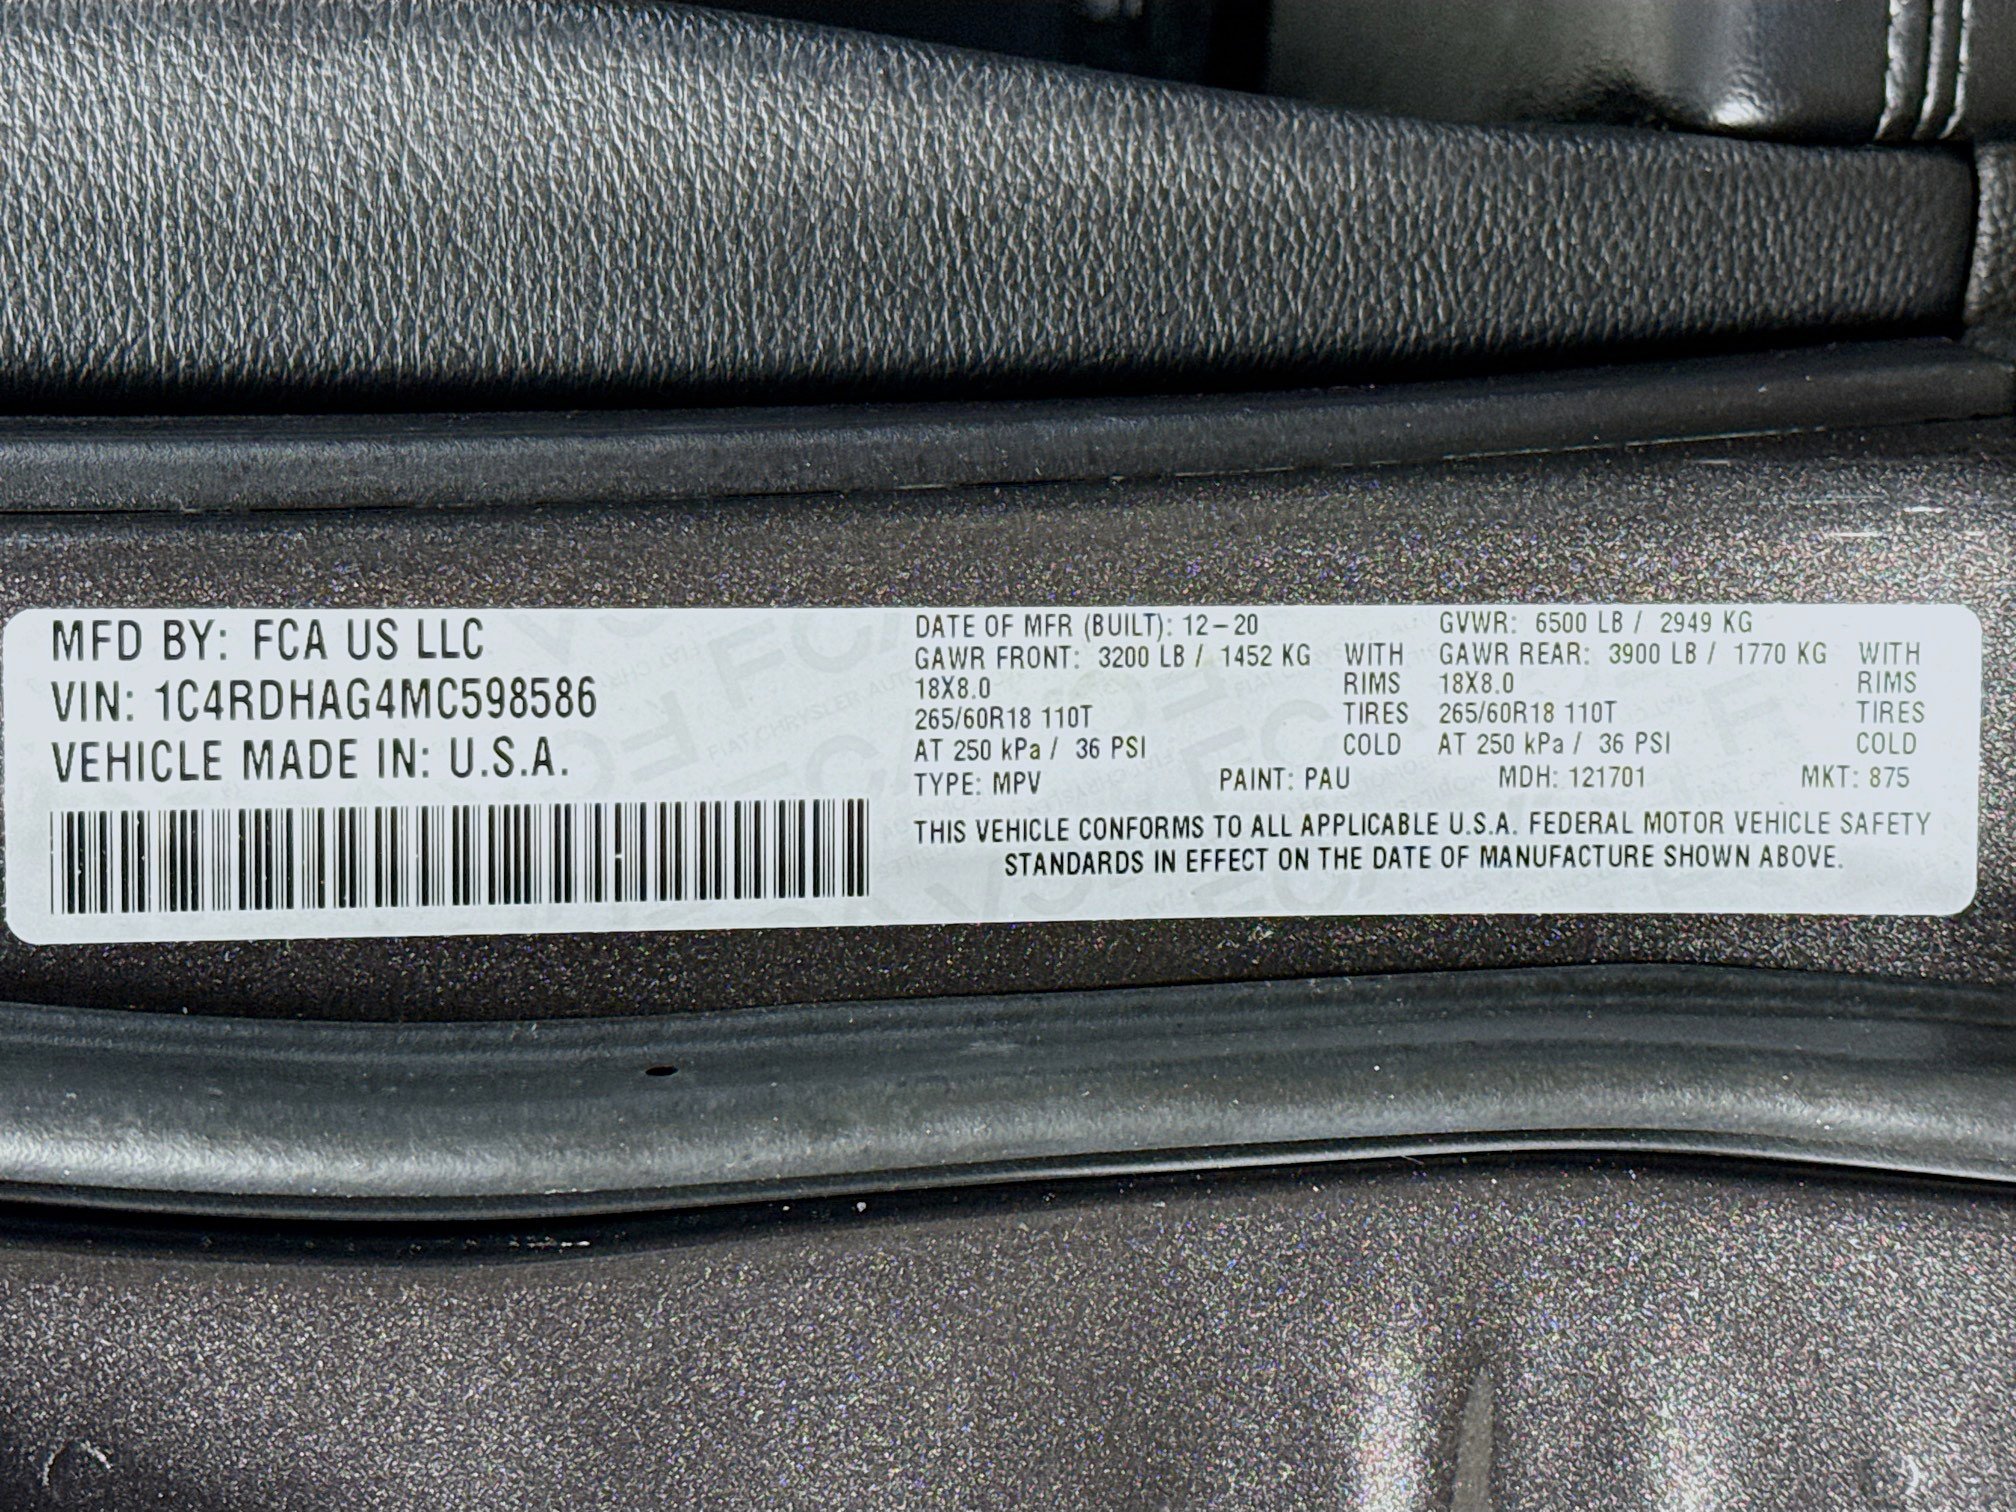 MFD BY: FCA US LLC
VIN: 1C4RDHAG4MC598586
VEHICLE MADE IN: U.S.A.
DATE OF MFR (BUILT): 12-20 GVWR: 6500 LB / 2949 KG
GAWR FRONT: 3200 LB / 1452 KG WITH GAWR REAR: 3900 LB / 1770 KG WITH
18X8.0 RIMS 18X8.0 RIMS
265/60R18 110T TIRES 265/60R18 110T TIRES
AT 250 kPa / 36 PSI COLD AT 250 kPa / 36 PSI COLD
TYPE: MPV PAINT: PAU MDH: 121701 MKT: 875
THIS VEHICLE CONFORMS TO ALL APPLICABLE U.S.A. FEDERAL MOTOR VEHICLE SAFETY
STANDARDS IN EFFECT ON THE DATE OF MANUFACTURE SHOWN ABOVE.